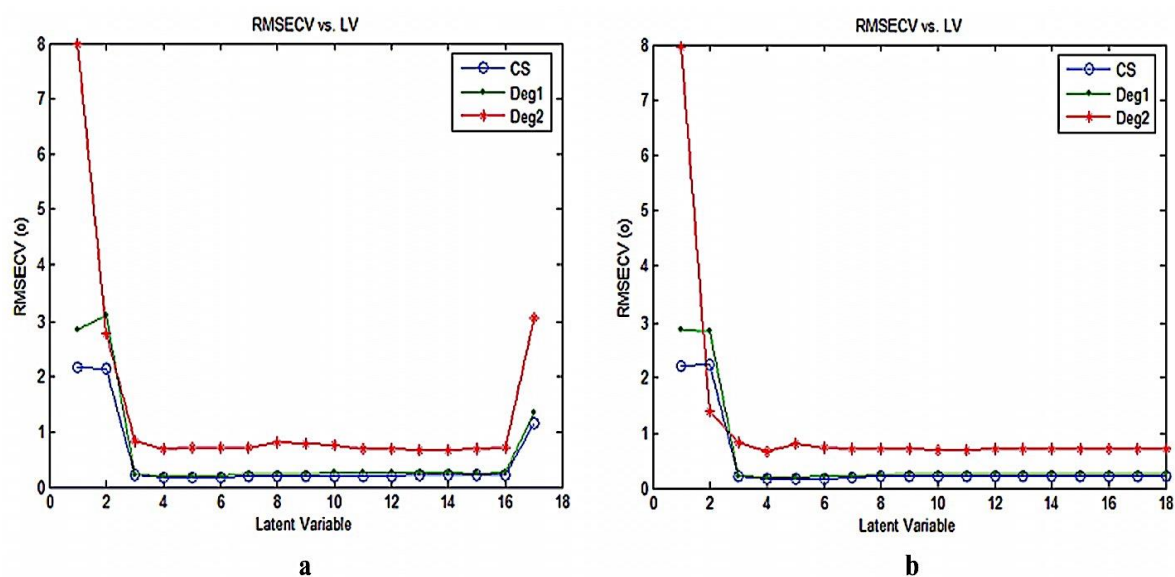 RMSECV vs. LV
8
7
6
5
4
3
2
1
0
RMSECV (o)
CS
Deg1
Deg2
0 2 4 6 8 10 12 14 16 18
Latent Variable
a
RMSECV vs. LV
8
7
6
5
4
3
2
1
0
RMSECV (o)
CS
Deg1
Deg2
0 2 4 6 8 10 12 14 16 18
Latent Variable
b